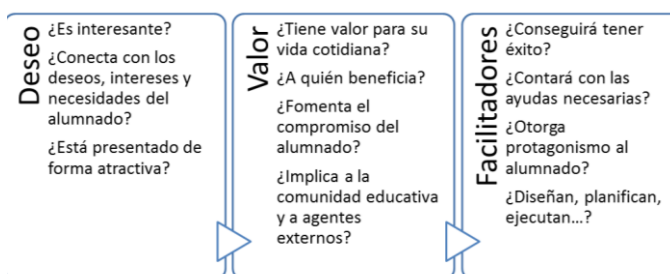 Deseo
¿Es interesante?
¿Conecta con los
deseos, intereses y
necesidades del
alumnado?
¿Está presentado de
forma atractiva?
Valor
¿Tiene valor para su
vida cotidiana?
¿A quién beneficia?
¿Fomenta el
compromiso del
alumnado?
¿Implica a la
comunidad educativa
y a agentes
externos?
Facilitadores
¿Conseguirá tener
éxito?
¿Contará con las
ayudas necesarias?
¿Otorga
protagonismo al
alumnado?
¿Diseñan, planifican,
ejecutan...?